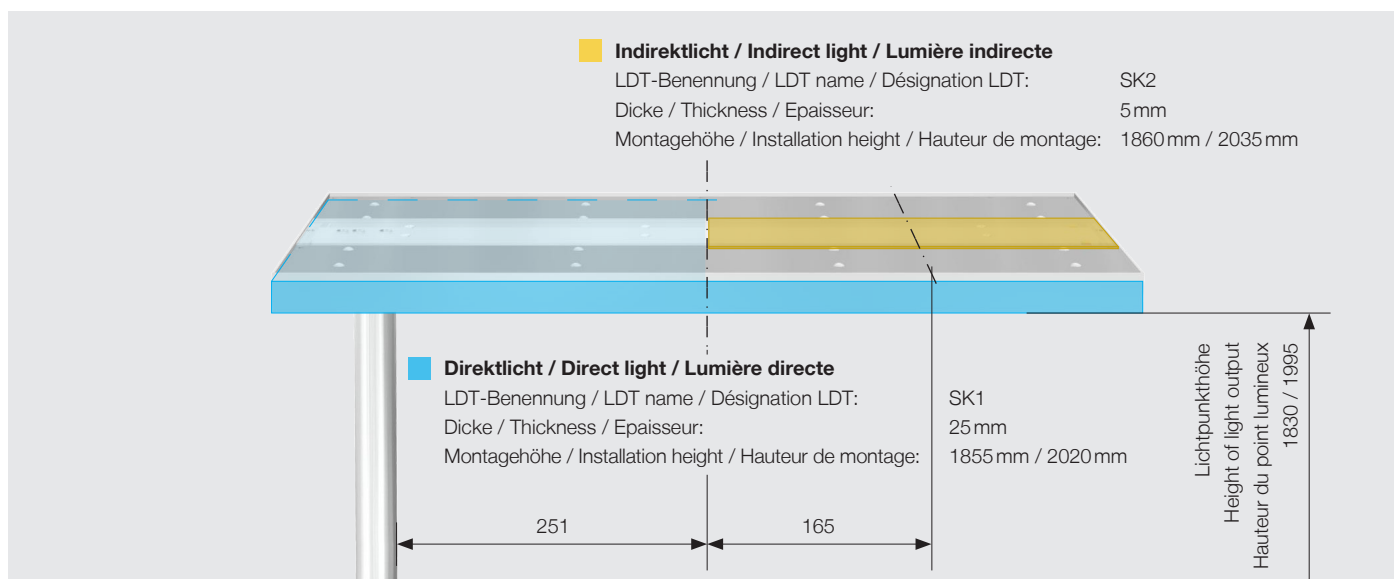 Indirektlicht / Indirect light / Lumière indirecte
LDT-Benennung / LDT name / Désignation LDT: SK2
Dicke / Thickness / Epaisseur: 5 mm
Montagehöhe / Installation height / Hauteur de montage: 1860 mm / 2035 mm
Direktlicht / Direct light / Lumière directe
LDT-Benennung / LDT name / Désignation LDT: SK1
Dicke / Thickness / Epaisseur: 25 mm
Montagehöhe / Installation height / Hauteur de montage: 1855 mm / 2020 mm
251
165
Lichtpunkthöhe
Height of light output
Hauteur du point lumineux
1830 / 1995